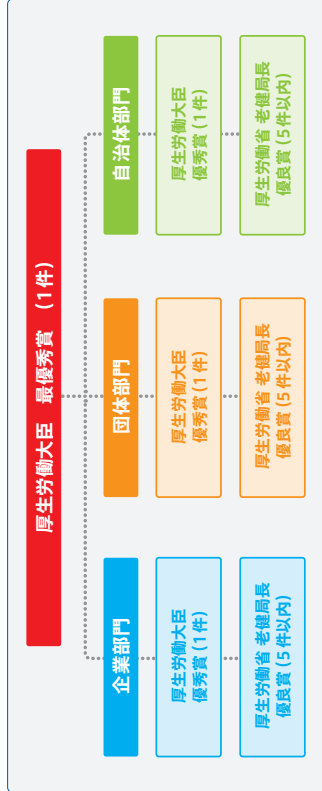 厚生労働大臣　最優秀賞　(1件)
企業部門
厚生労働大臣
優秀賞(1件)
厚生労働省 老健局長
優良賞(5件以内)
団体部門
厚生労働大臣
優秀賞(1件)
厚生労働省 老健局長
優良賞(5件以内)
自治体部門
厚生労働大臣
優秀賞(1件)
厚生労働省 老健局長
優良賞(5件以内)